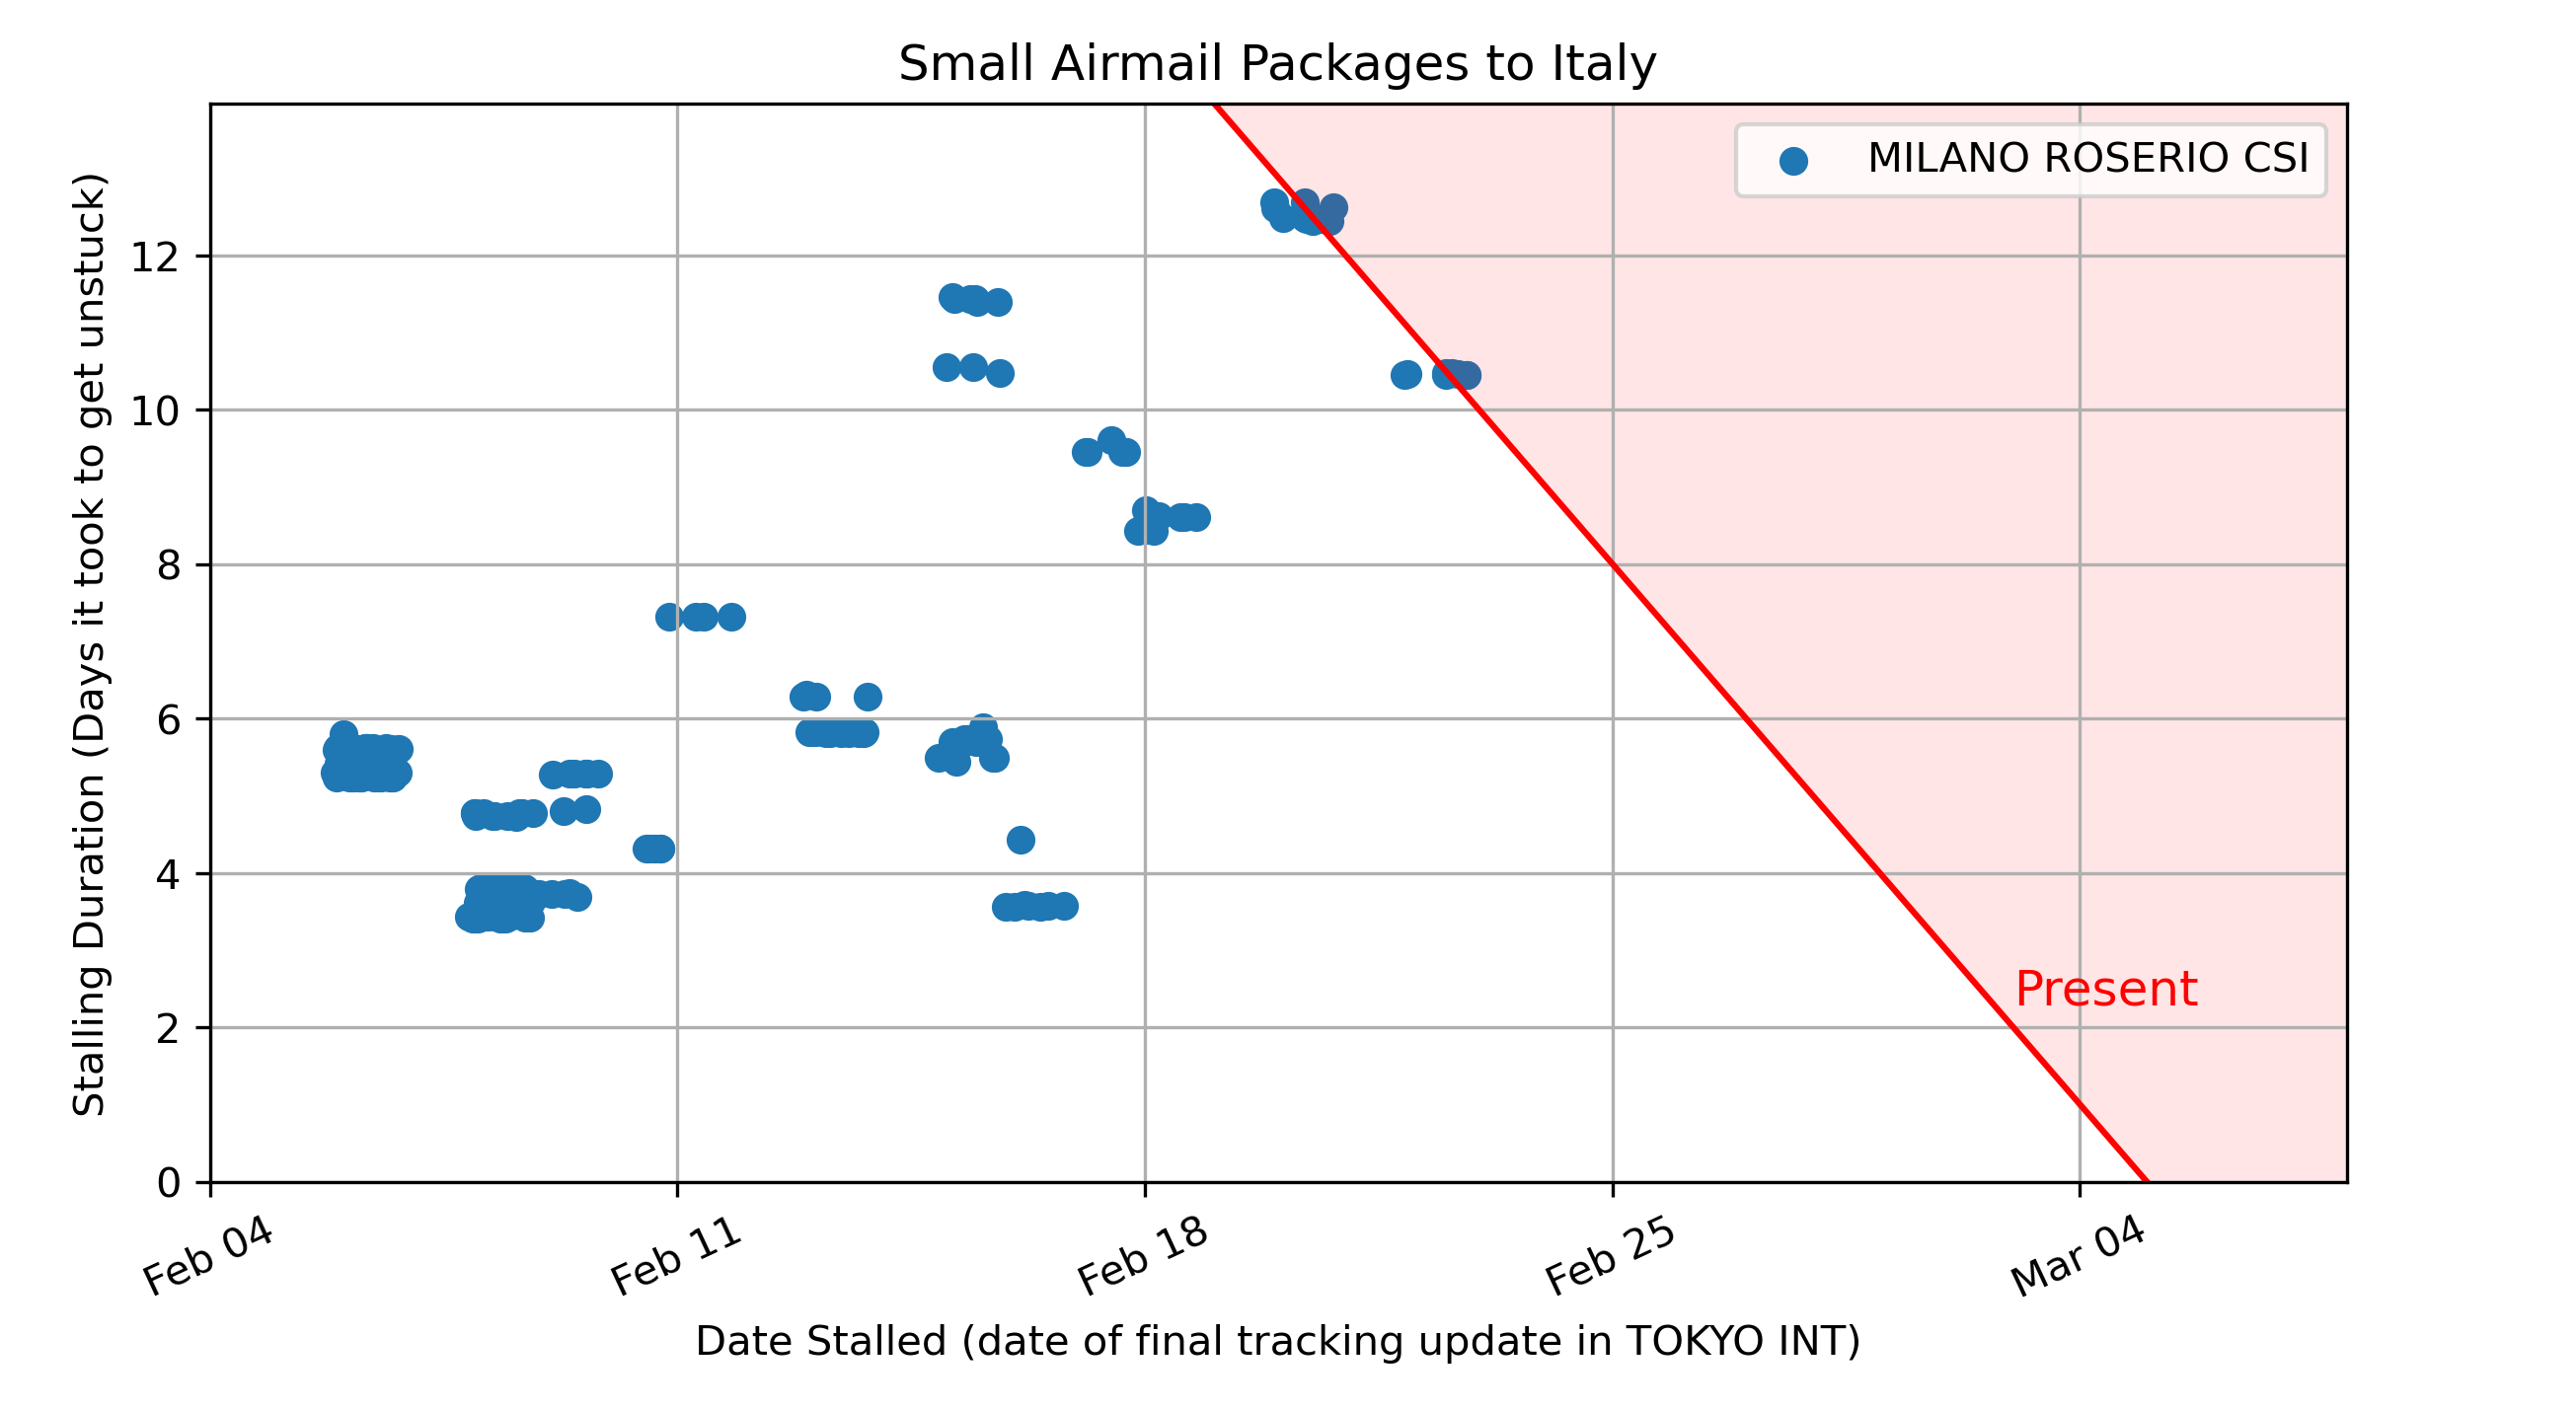 Small Airmail Packages to Italy
MILANO ROSERIO CSI
Stalling Duration (Days it took to get unstuck)
12
10
8
6
4
2
0
Present
Feb 04
Feb 11
Feb 18
Feb 25
Mar 04
Date Stalled (date of final tracking update in TOKYO INT)